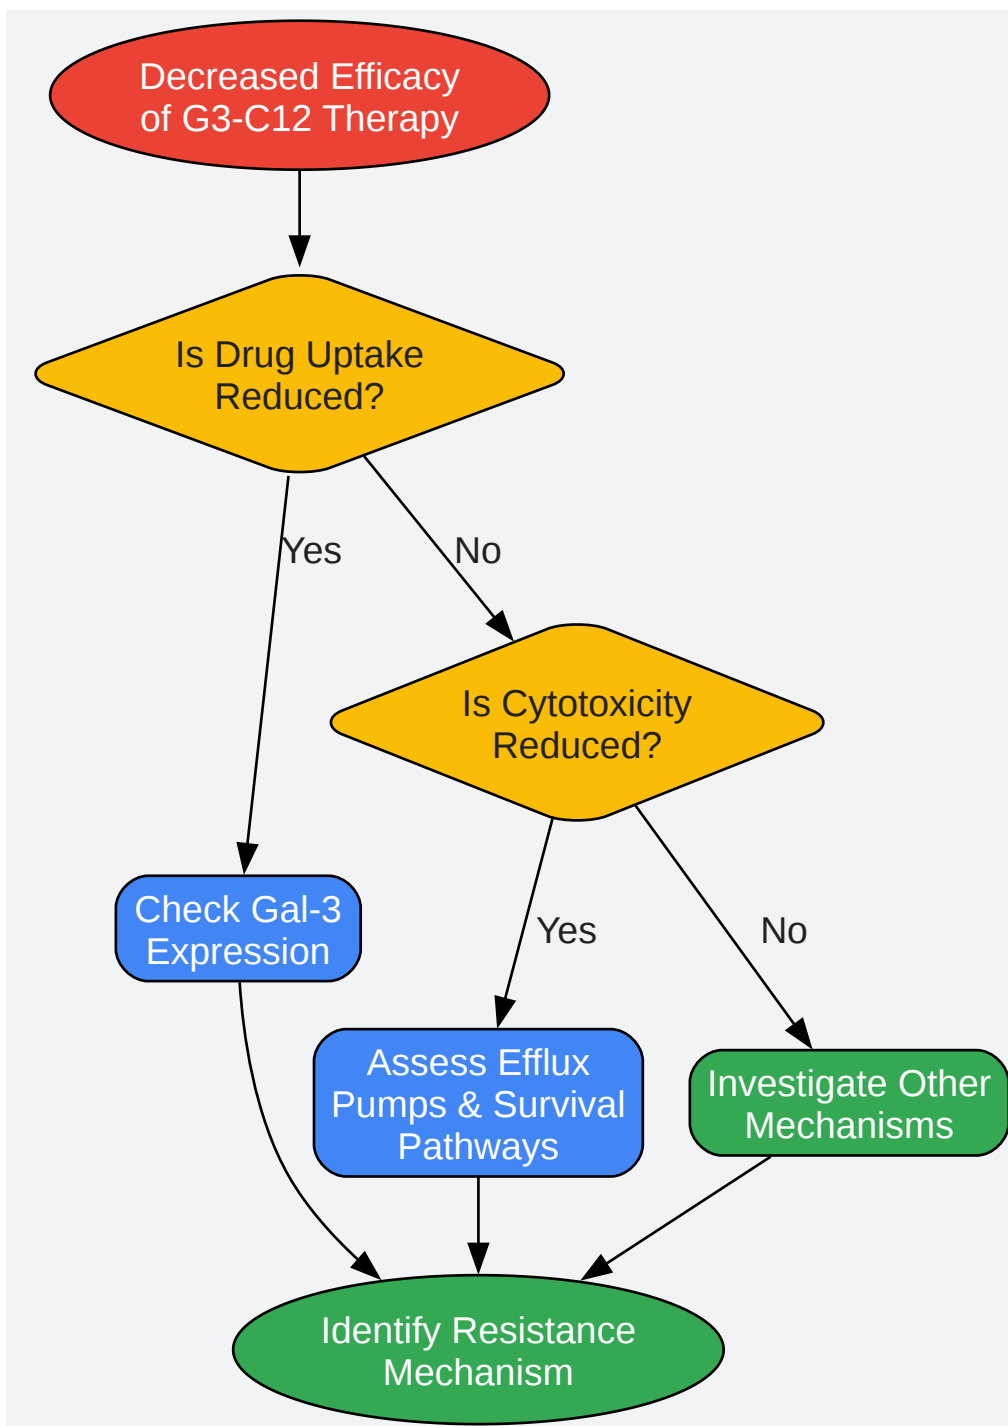 Decreased Efficacy
of G3-C12 Therapy
Is Drug Uptake
Reduced?
Yes
No
Is Cytotoxicity
Reduced?
Check Gal-3
Expression
Yes
No
Assess Efflux
Pumps & Survival
Pathways
Investigate Other
Mechanisms
Identify Resistance
Mechanism